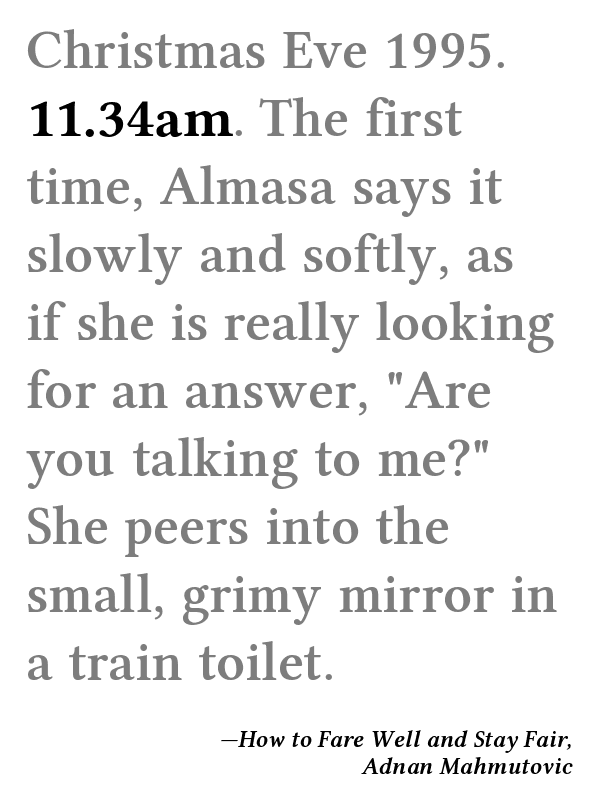 Christmas Eve 1995.
11.34am. The first
time, Almasa says it
slowly and softly, as
if she is really looking
for an answer, "Are
you talking to me?"
She peers into the
small, grimy mirror in
a train toilet.
—How to Fare Well and Stay Fair,
Adnan Mahmutovic